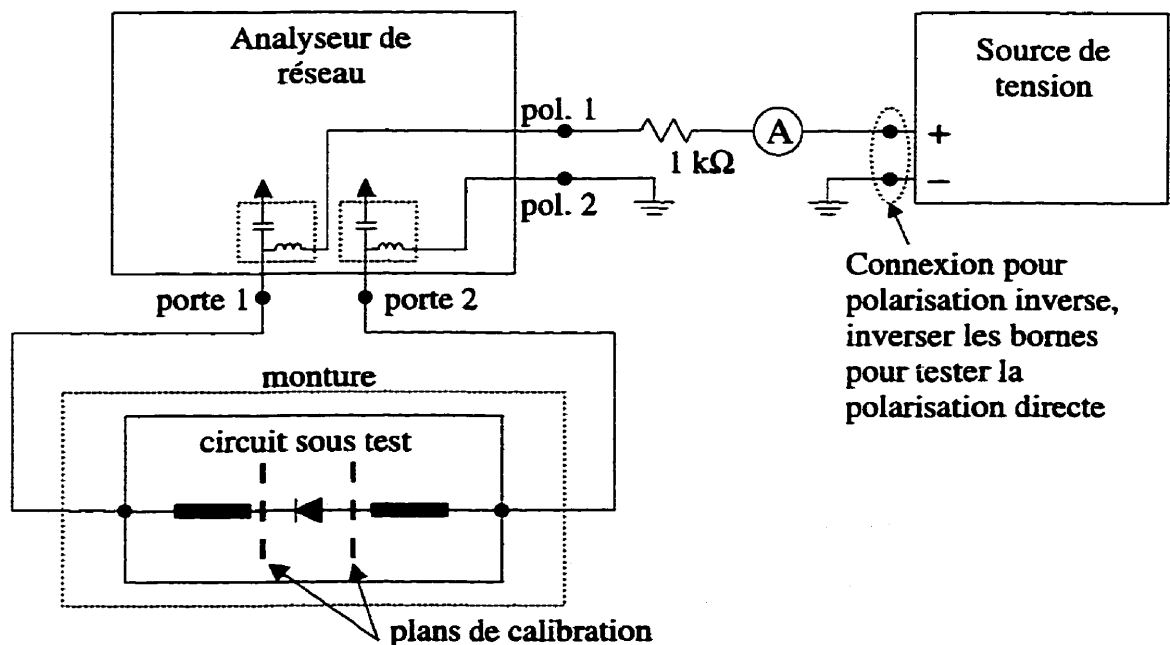 Analyseur de
réseau
Source de
tension
pol. 1
A
+
1 kΩ
−
pol. 2
porte 1
porte 2
Connexion pour
polarisation inverse,
inverser les bornes
pour tester la
polarisation directe
monture
circuit sous test
plans de calibration